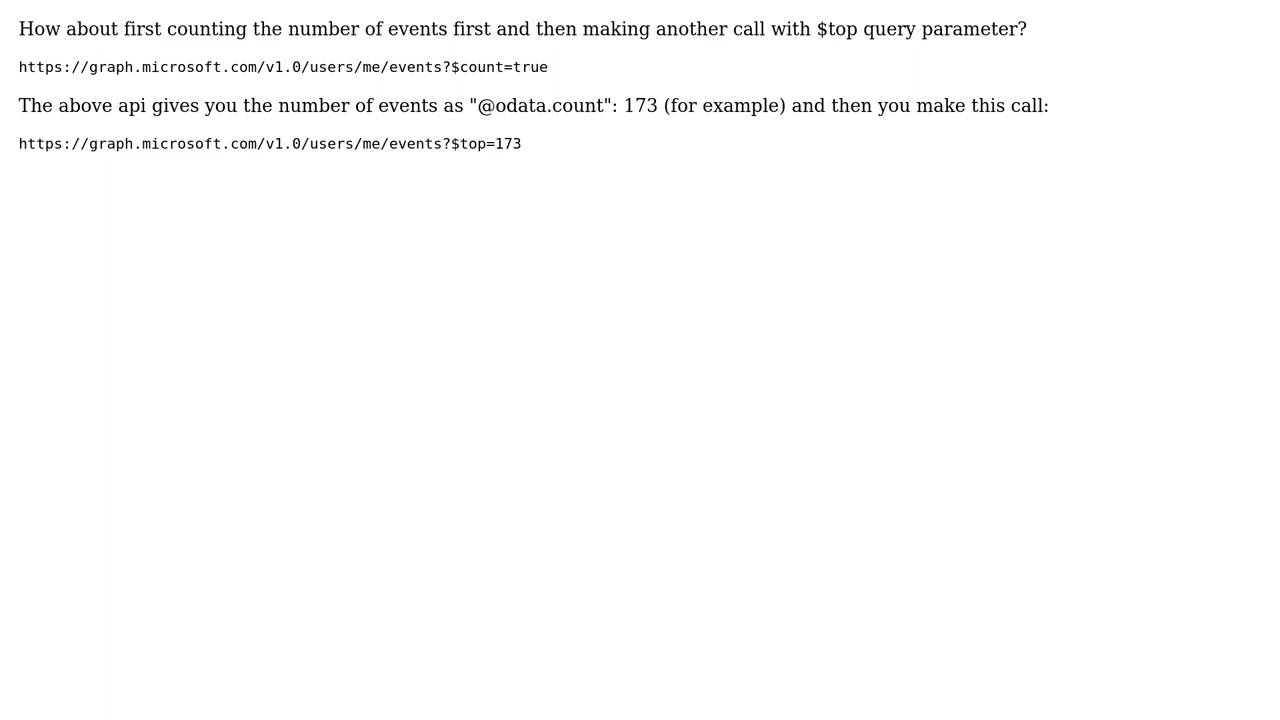 How about first counting the number of events first and then making another call with $top query parameter?
https://graph.microsoft.com/v1.0/users/me/events?$count=true
The above api gives you the number of events as "@odata.count": 173 (for example) and then you make this call:
https://graph.microsoft.com/v1.0/users/me/events?$top=173